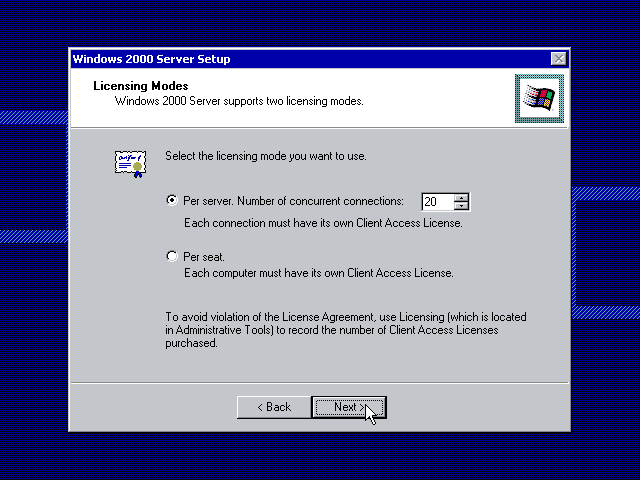 Windows 2000 Server Setup
Licensing Modes
Windows 2000 Server supports two licensing modes.
Select the licensing mode you want to use.
Per server. Number of concurrent connections: 20
Each connection must have its own Client Access License.
Per seat.
Each computer must have its own Client Access License.
To avoid violation of the License Agreement, use Licensing (which is located
in Administrative Tools) to record the number of Client Access Licenses
purchased.
< Back Next >